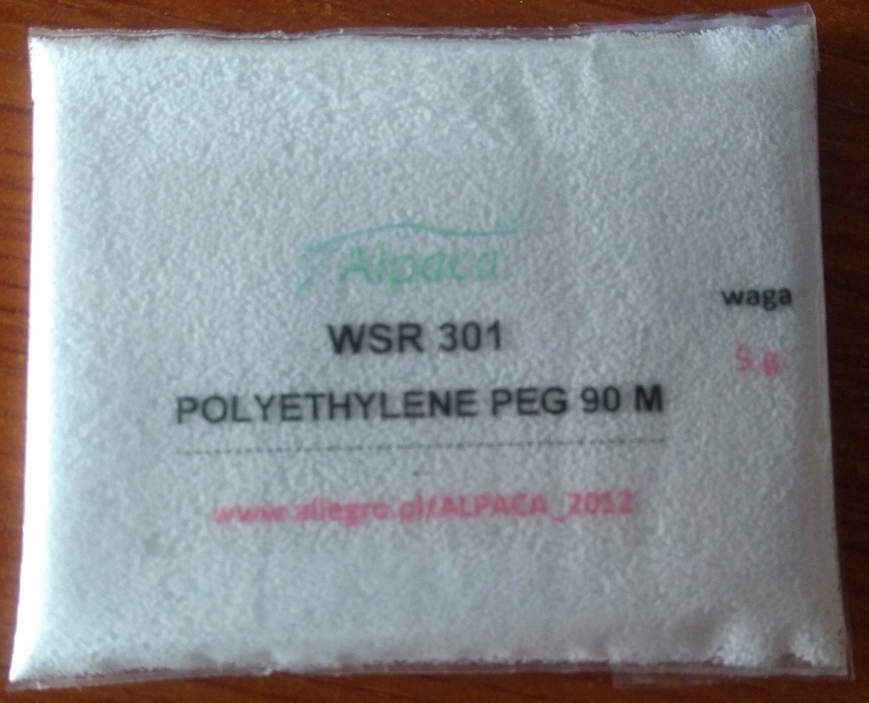 Alpaca
WSR 301
waga
5 g.
POLYETHYLENE PEG 90 M
www.allegro.pl/ALPACA_2012